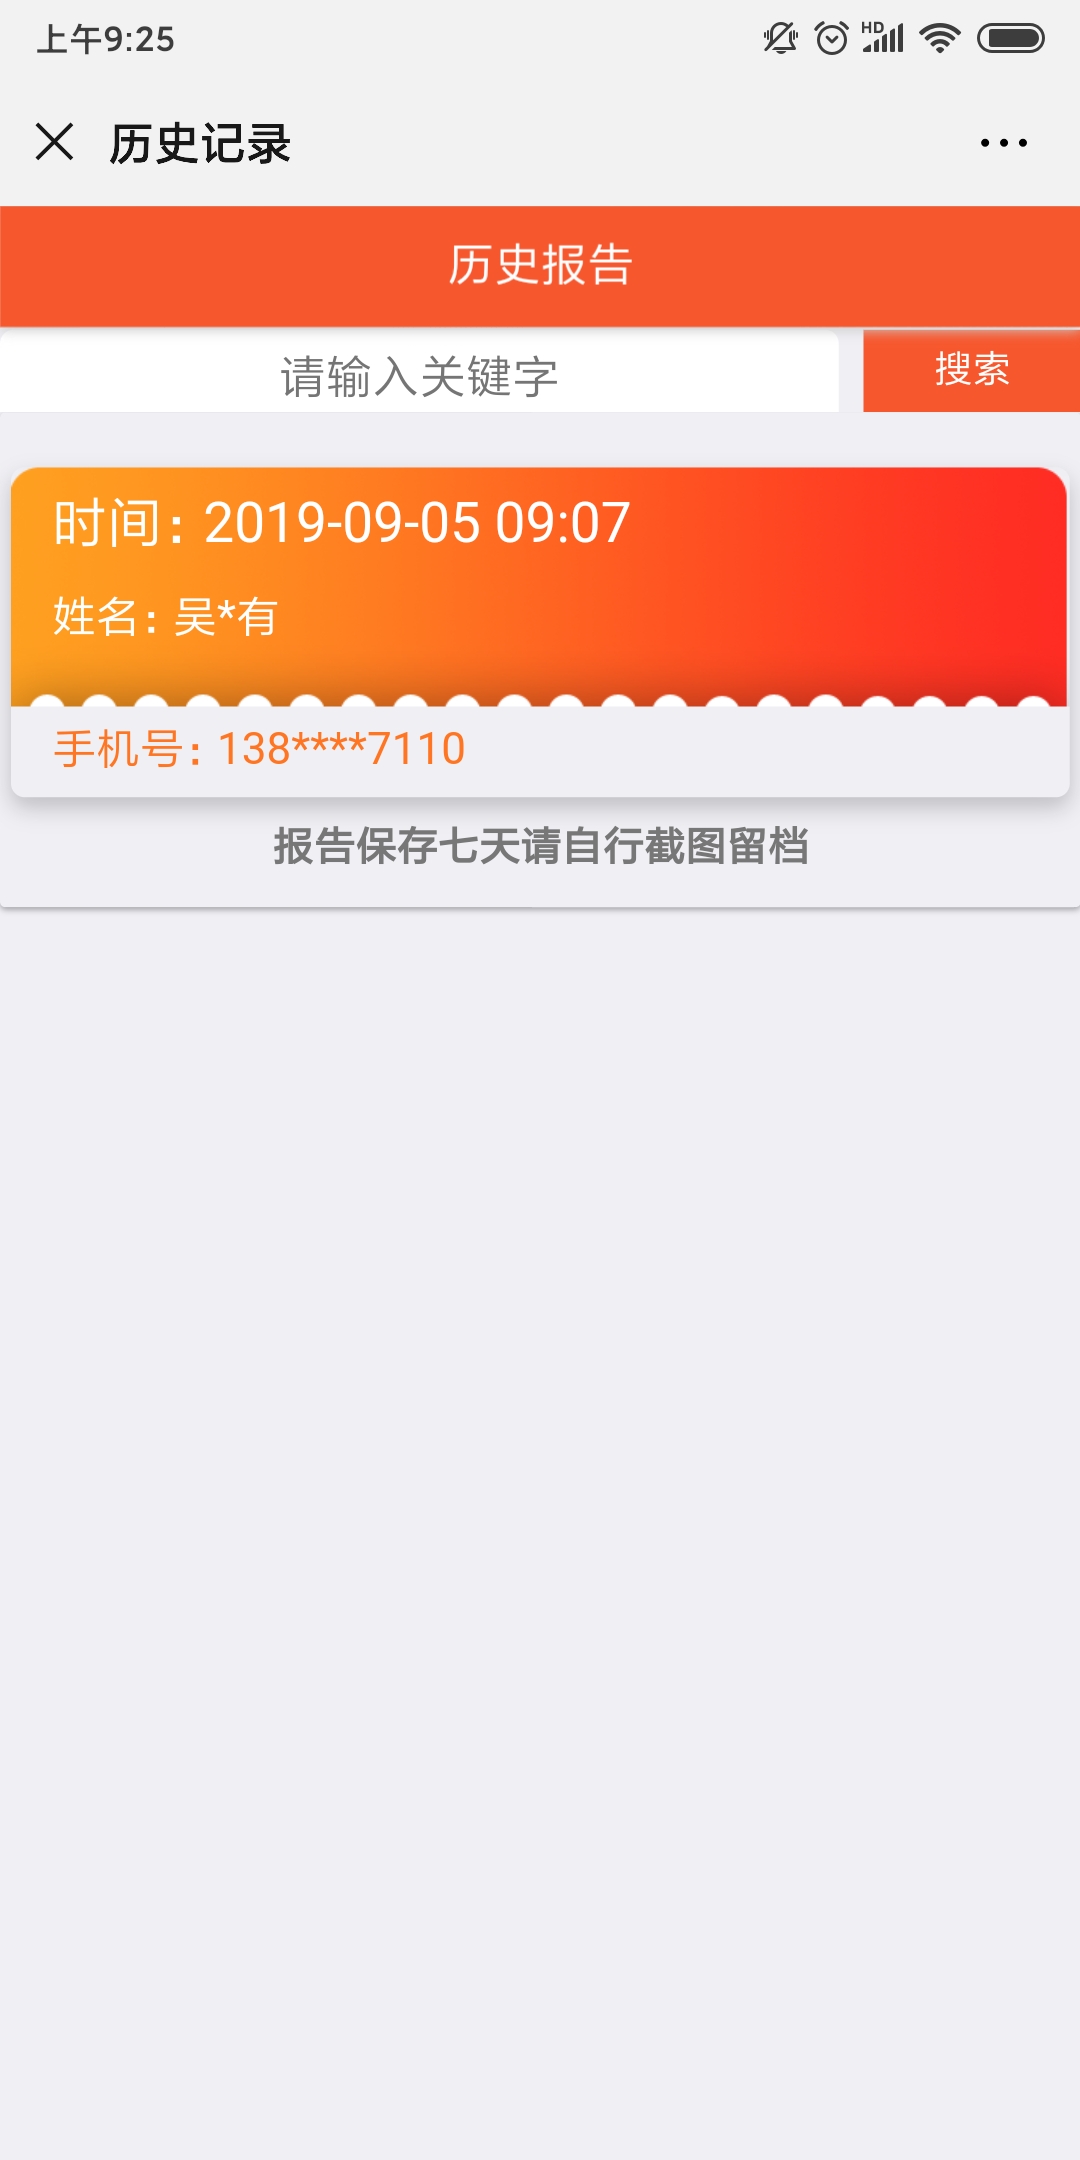 上午9:25
HD
历史记录
历史报告
请输入关键字
搜索
时间: 2019-09-05 09:07
姓名: 吴*有
手机号: 138****7110
报告保存七天请自行截图留档